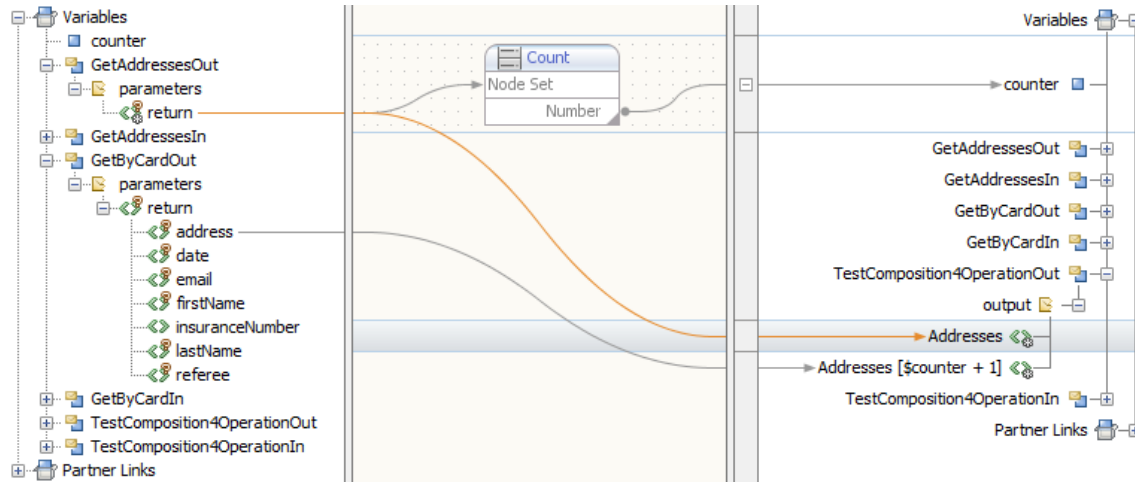 Variables
counter
GetAddressesOut
parameters
return
GetAddressesIn
GetByCardOut
parameters
return
address
date
email
firstName
insuranceNumber
lastName
referee
GetByCardIn
TestComposition4OperationOut
TestComposition4OperationIn
Partner Links
Count
Node Set
Number
Variables
counter
GetAddressesOut
GetAddressesIn
GetByCardOut
GetByCardIn
TestComposition4OperationOut
output
Addresses
Addresses [$counter + 1]
TestComposition4OperationIn
Partner Links